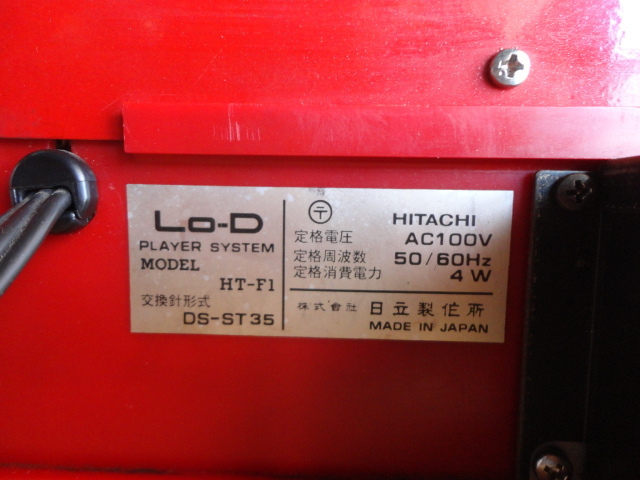 Lo-D
PLAYER SYSTEM
MODEL
HT-F1
交換針形式
DS-ST35
〒
HITACHI
定格電圧 AC100V
定格周波数 50/60Hz
定格消費電力 4W
株式會社 日立製作所
MADE IN JAPAN